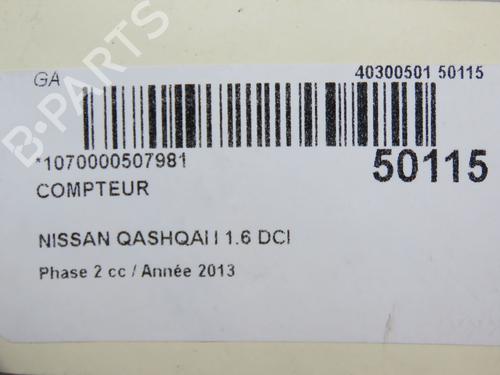 GA
40300501 50115
*1070000507981
50115
COMPTEUR
NISSAN QASHQAI I 1.6 DCI
Phase 2 cc / Année 2013
B-PARTS